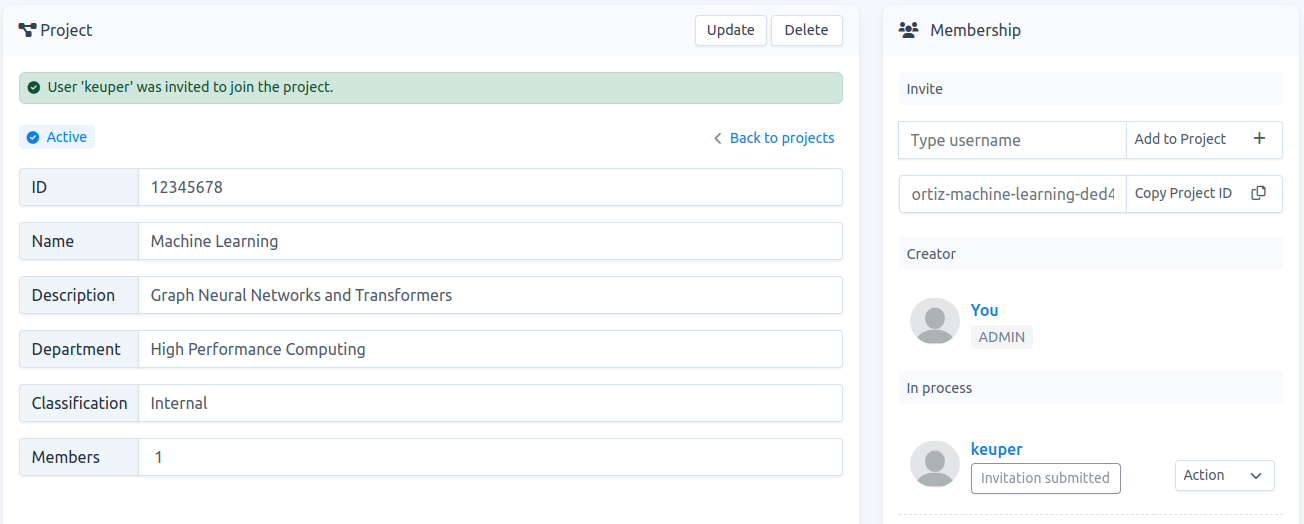 Project
Update
Delete
User 'keuper' was invited to join the project.
Active
Back to projects
ID
12345678
Name
Machine Learning
Description
Graph Neural Networks and Transformers
Department
High Performance Computing
Classification
Internal
Members
1
Membership
Invite
Type username
Add to Project
ortiz-machine-learning-ded4
Copy Project ID
Creator
You
ADMIN
In process
keuper
Invitation submitted
Action